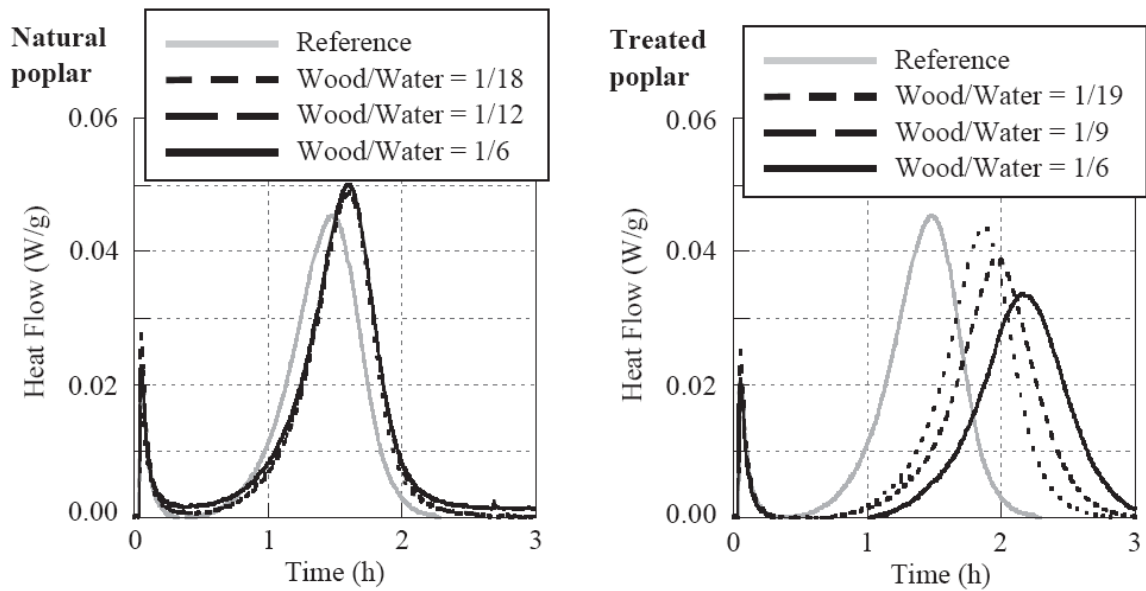 Natural
poplar
Reference
Wood/Water = 1/18
Wood/Water = 1/12
Wood/Water = 1/6
0.06
0.04
0.02
0.00
Heat Flow (W/g)
0
1
2
3
Time (h)
Treated
poplar
Reference
Wood/Water = 1/19
Wood/Water = 1/9
Wood/Water = 1/6
0.06
0.04
0.02
0.00
Heat Flow (W/g)
0
1
2
3
Time (h)